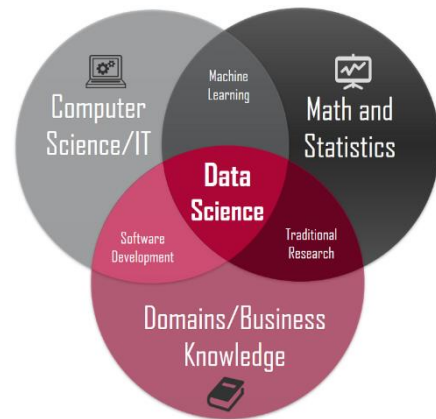 Computer
Science/IT
Machine
Learning
Math and
Statistics
Data
Science
Software
Development
Traditional
Research
Domains/Business
Knowledge